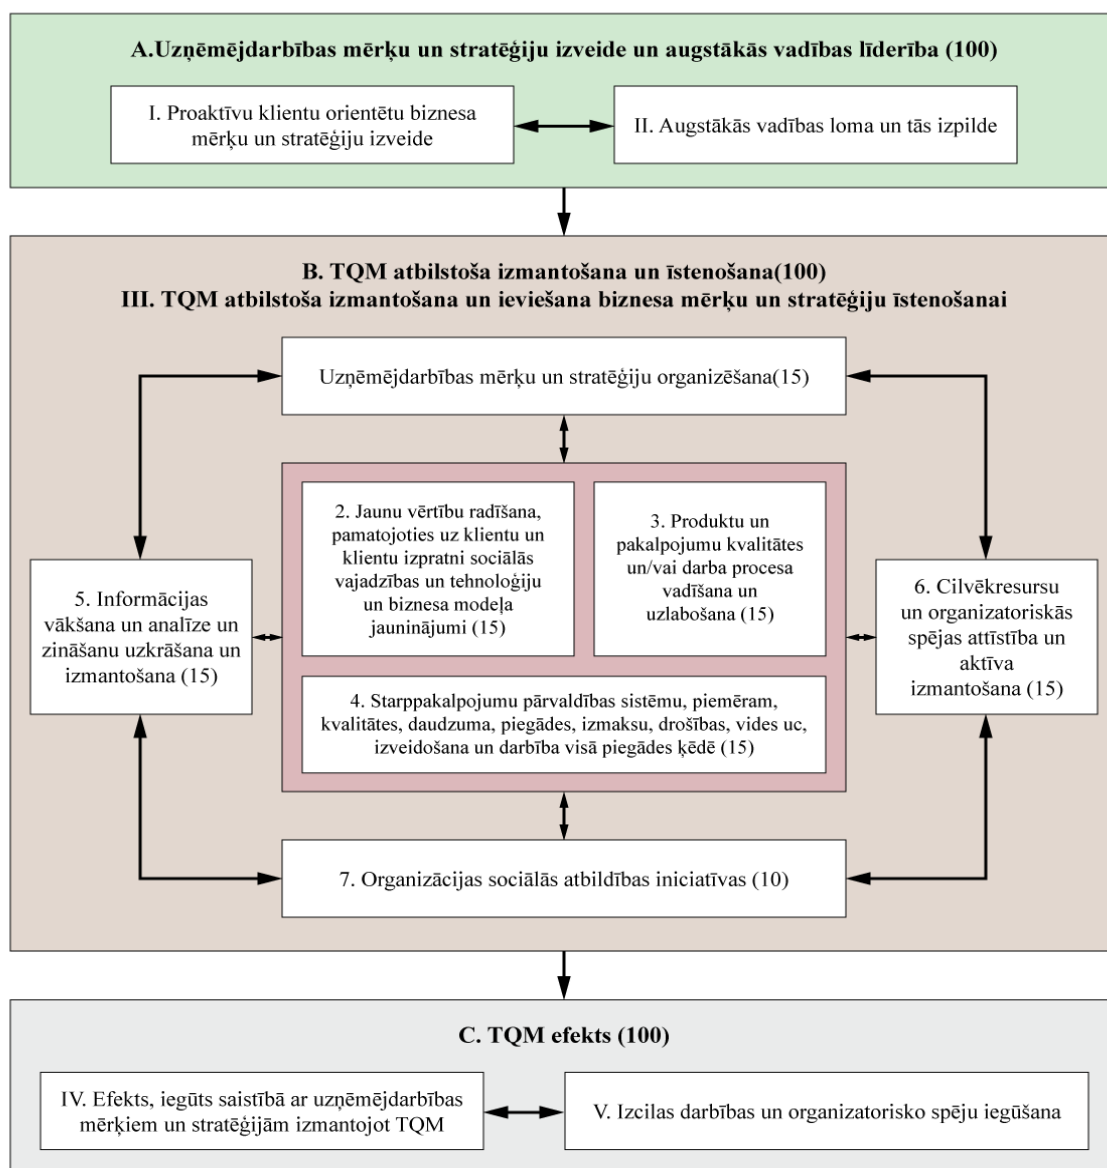 A.Uzņēmējdarbības mērķu un stratēģiju izveide un augstākās vadības līderība (100)
I. Proaktīvu klientu orientētu biznesa
mērķu un stratēģiju izveide
II. Augstākās vadības loma un tās izpilde
B. TQM atbilstoša izmantošana un īstenošana(100)
III. TQM atbilstoša izmantošana un ieviešana biznesa mērķu un stratēģiju īstenošanai
Uzņēmējdarbības mērķu un stratēģiju organizēšana(15)
2. Jaunu vērtību radīšana,
pamatojoties uz klientu un
klientu izpratni sociālās
vajadzības un tehnoloģiju
un biznesa modeļa
jauninājumi (15)
3. Produktu un
pakalpojumu kvalitātes
un/vai darba procesa
vadīšana un
uzlabošana (15)
5. Informācijas
vākšana un analīze un
zināšanu uzkrāšana un
izmantošana (15)
6. Cilvēkresursu
un organizatoriskās
spējas attīstība un
aktīva
izmantošana (15)
4. Starppakalpojumu pārvaldības sistēmu, piemēram,
kvalitātes, daudzuma, piegādes, izmaksu, drošības, vides uc,
izveidošana un darbība visā piegādes ķēdē (15)
7. Organizācijas sociālās atbildības iniciatīvas (10)
C. TQM efekts (100)
IV. Efekts, iegūts saistībā ar uzņēmējdarbības
mērķiem un stratēģijām izmantojot TQM
V. Izcilas darbības un organizatorisko spēju iegūšana